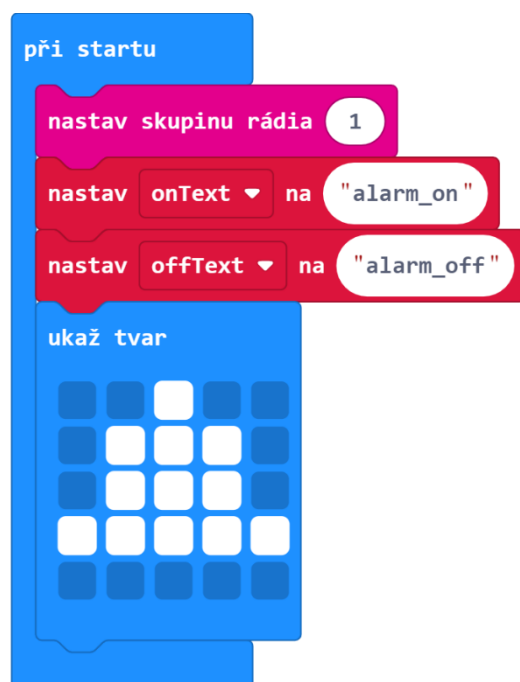 při startu
nastav skupinu rádia 1
nastav onText na "alarm_on"
nastav offText na "alarm_off"
ukaž tvar